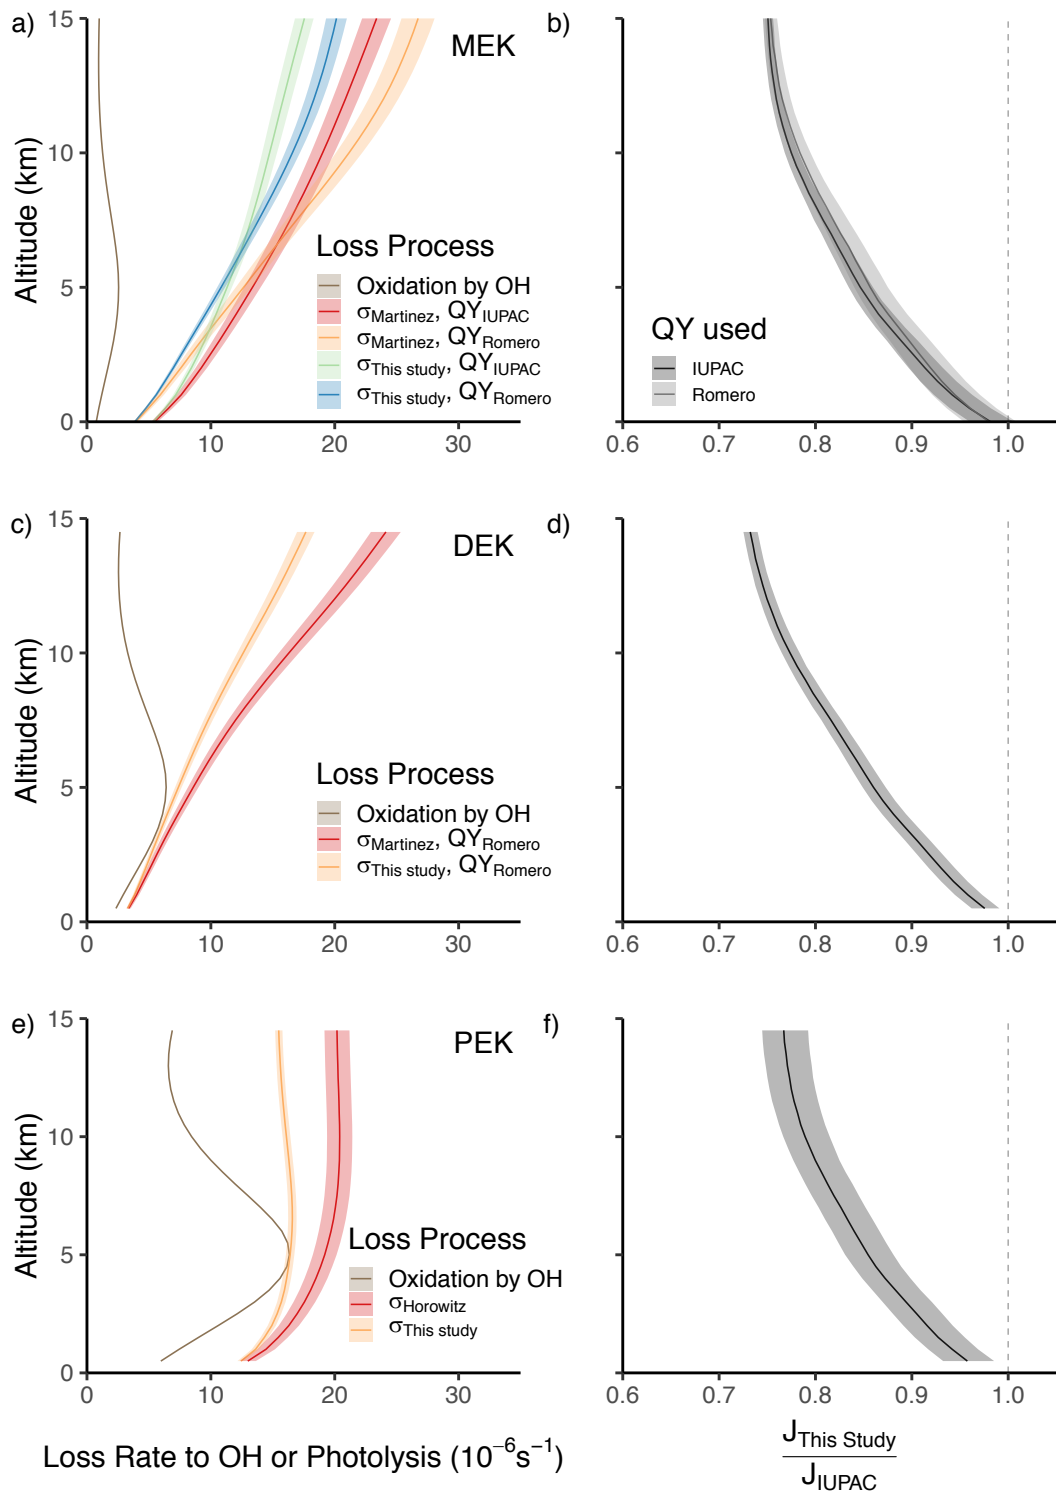 a)
MEK
Altitude (km)
15
10
5
0
0 10 20 30
Loss Process
Oxidation by OH
σMartinez, QYIUPAC
σMartinez, QYRomero
σThis study, QYIUPAC
σThis study, QYRomero
b)
QY used
IUPAC
Romero
0.6 0.7 0.8 0.9 1.0
c)
DEK
Altitude (km)
15
10
5
0
0 10 20 30
Loss Process
Oxidation by OH
σMartinez, QYRomero
σThis study, QYRomero
d)
0.6 0.7 0.8 0.9 1.0
e)
PEK
Altitude (km)
15
10
5
0
0 10 20 30
Loss Process
Oxidation by OH
σHorowitz
σThis study
f)
0.6 0.7 0.8 0.9 1.0
Loss Rate to OH or Photolysis (10⁻⁶s⁻¹)
JThis Study
JIUPAC